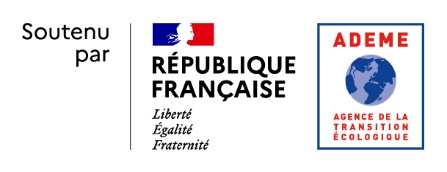 Soutenu
par
RÉPUBLIQUE
FRANÇAISE
Liberté
Égalité
Fraternité
ADEME
AGENCE DE LA
TRANSITION
ÉCOLOGIQUE